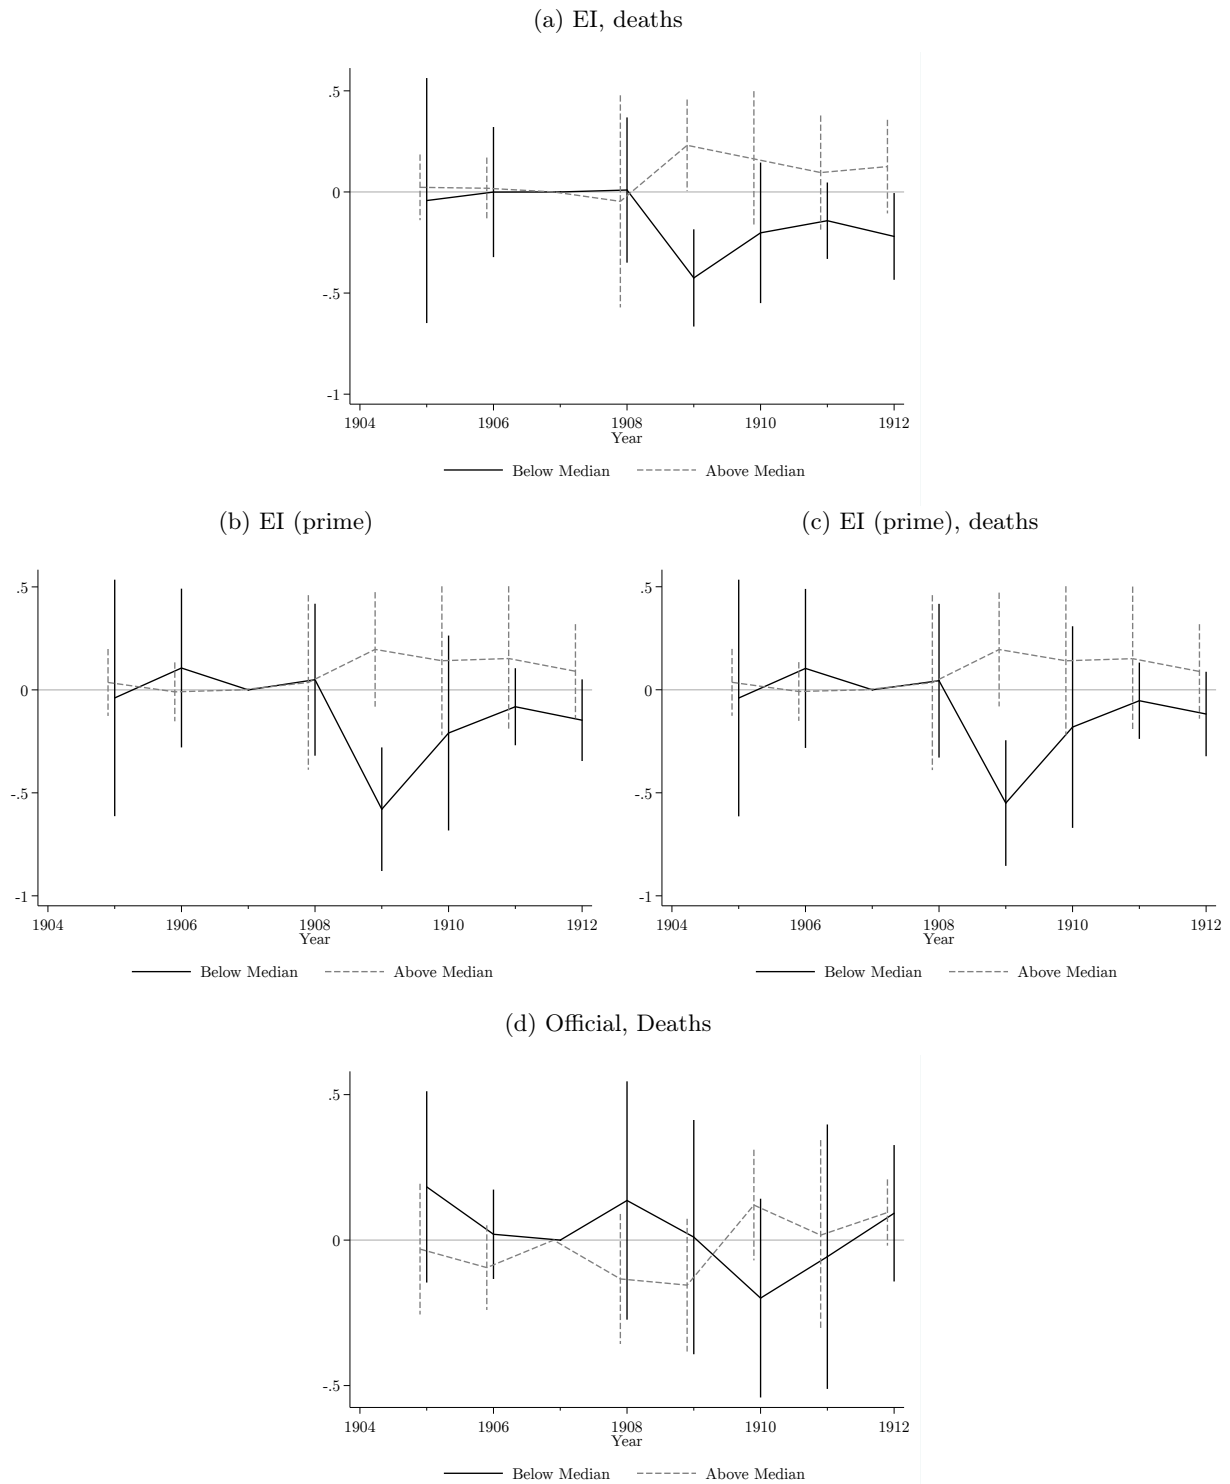 (a) EI, deaths
.5
0
-.5
-1
1904 1906 1908 1910 1912
Year
Below Median Above Median
(b) EI (prime)
.5
0
-.5
-1
1904 1906 1908 1910 1912
Year
Below Median Above Median
(c) EI (prime), deaths
.5
0
-.5
-1
1904 1906 1908 1910 1912
Year
Below Median Above Median
(d) Official, Deaths
.5
0
-.5
1904 1906 1908 1910 1912
Year
Below Median Above Median